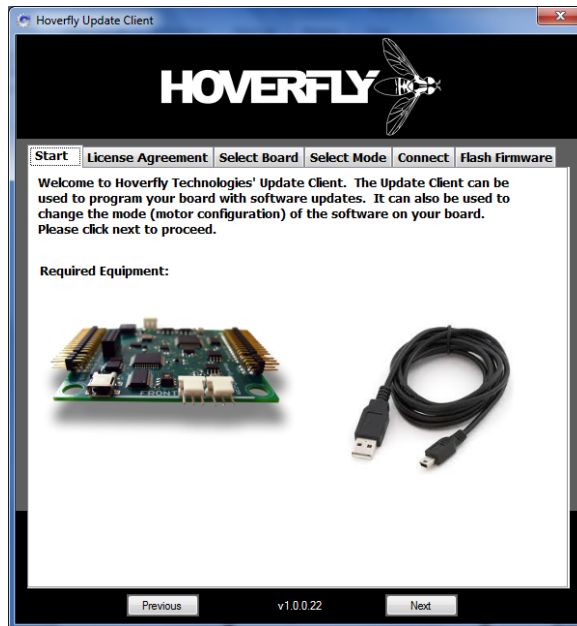 Hoverfly Update Client
HOVERFLY
Start License Agreement Select Board Select Mode Connect Flash Firmware
Welcome to Hoverfly Technologies' Update Client. The Update Client can be
used to program your board with software updates. It can also be used to
change the mode (motor configuration) of the software on your board.
Please click next to proceed.
Required Equipment:
FRONT
Previous v1.0.0.22 Next